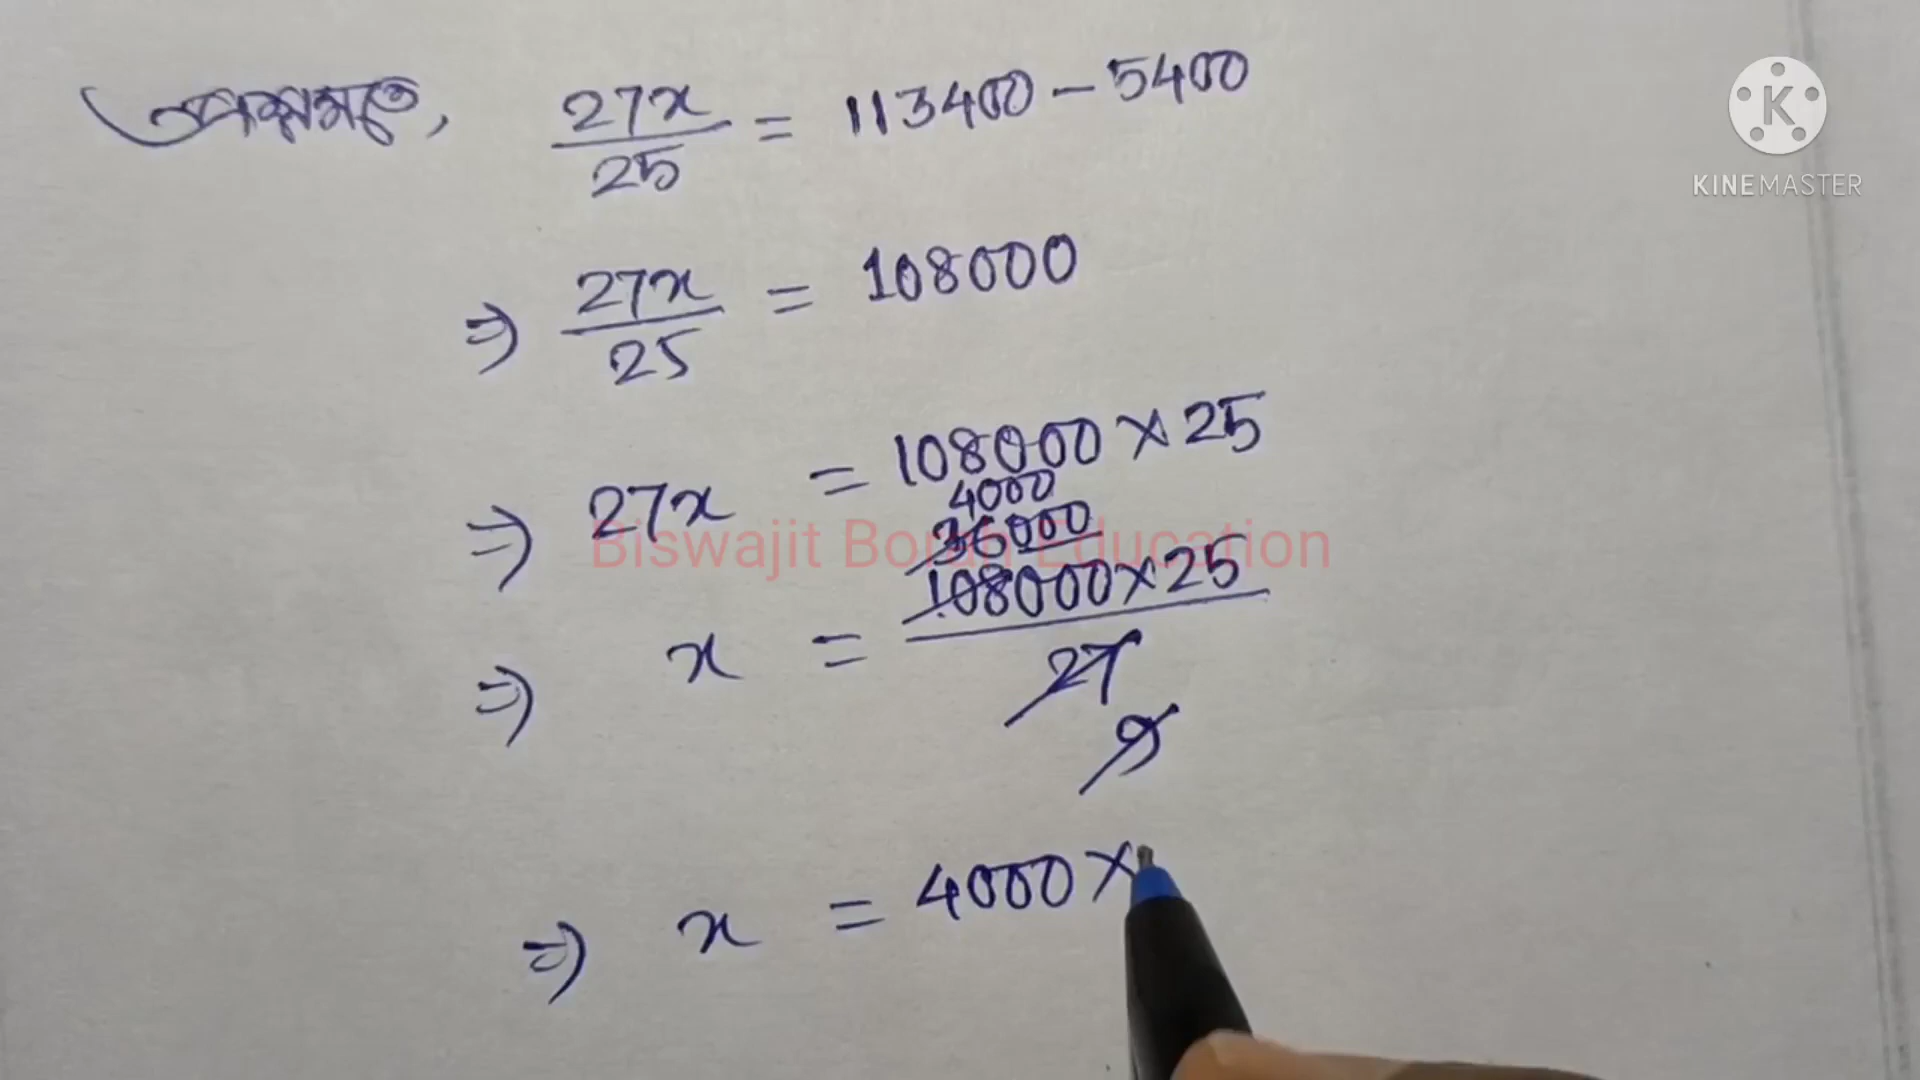 প্ৰশ্নমতে, 27x/25 = 113400 - 5400
K
KINEMASTER
⇒ 27x/25 = 108000
⇒ 27x = 108000 × 25
4000
36000
Biswajit Borah Education
⇒ x = 108000 × 25 / 27
9
⇒ x = 4000 ×